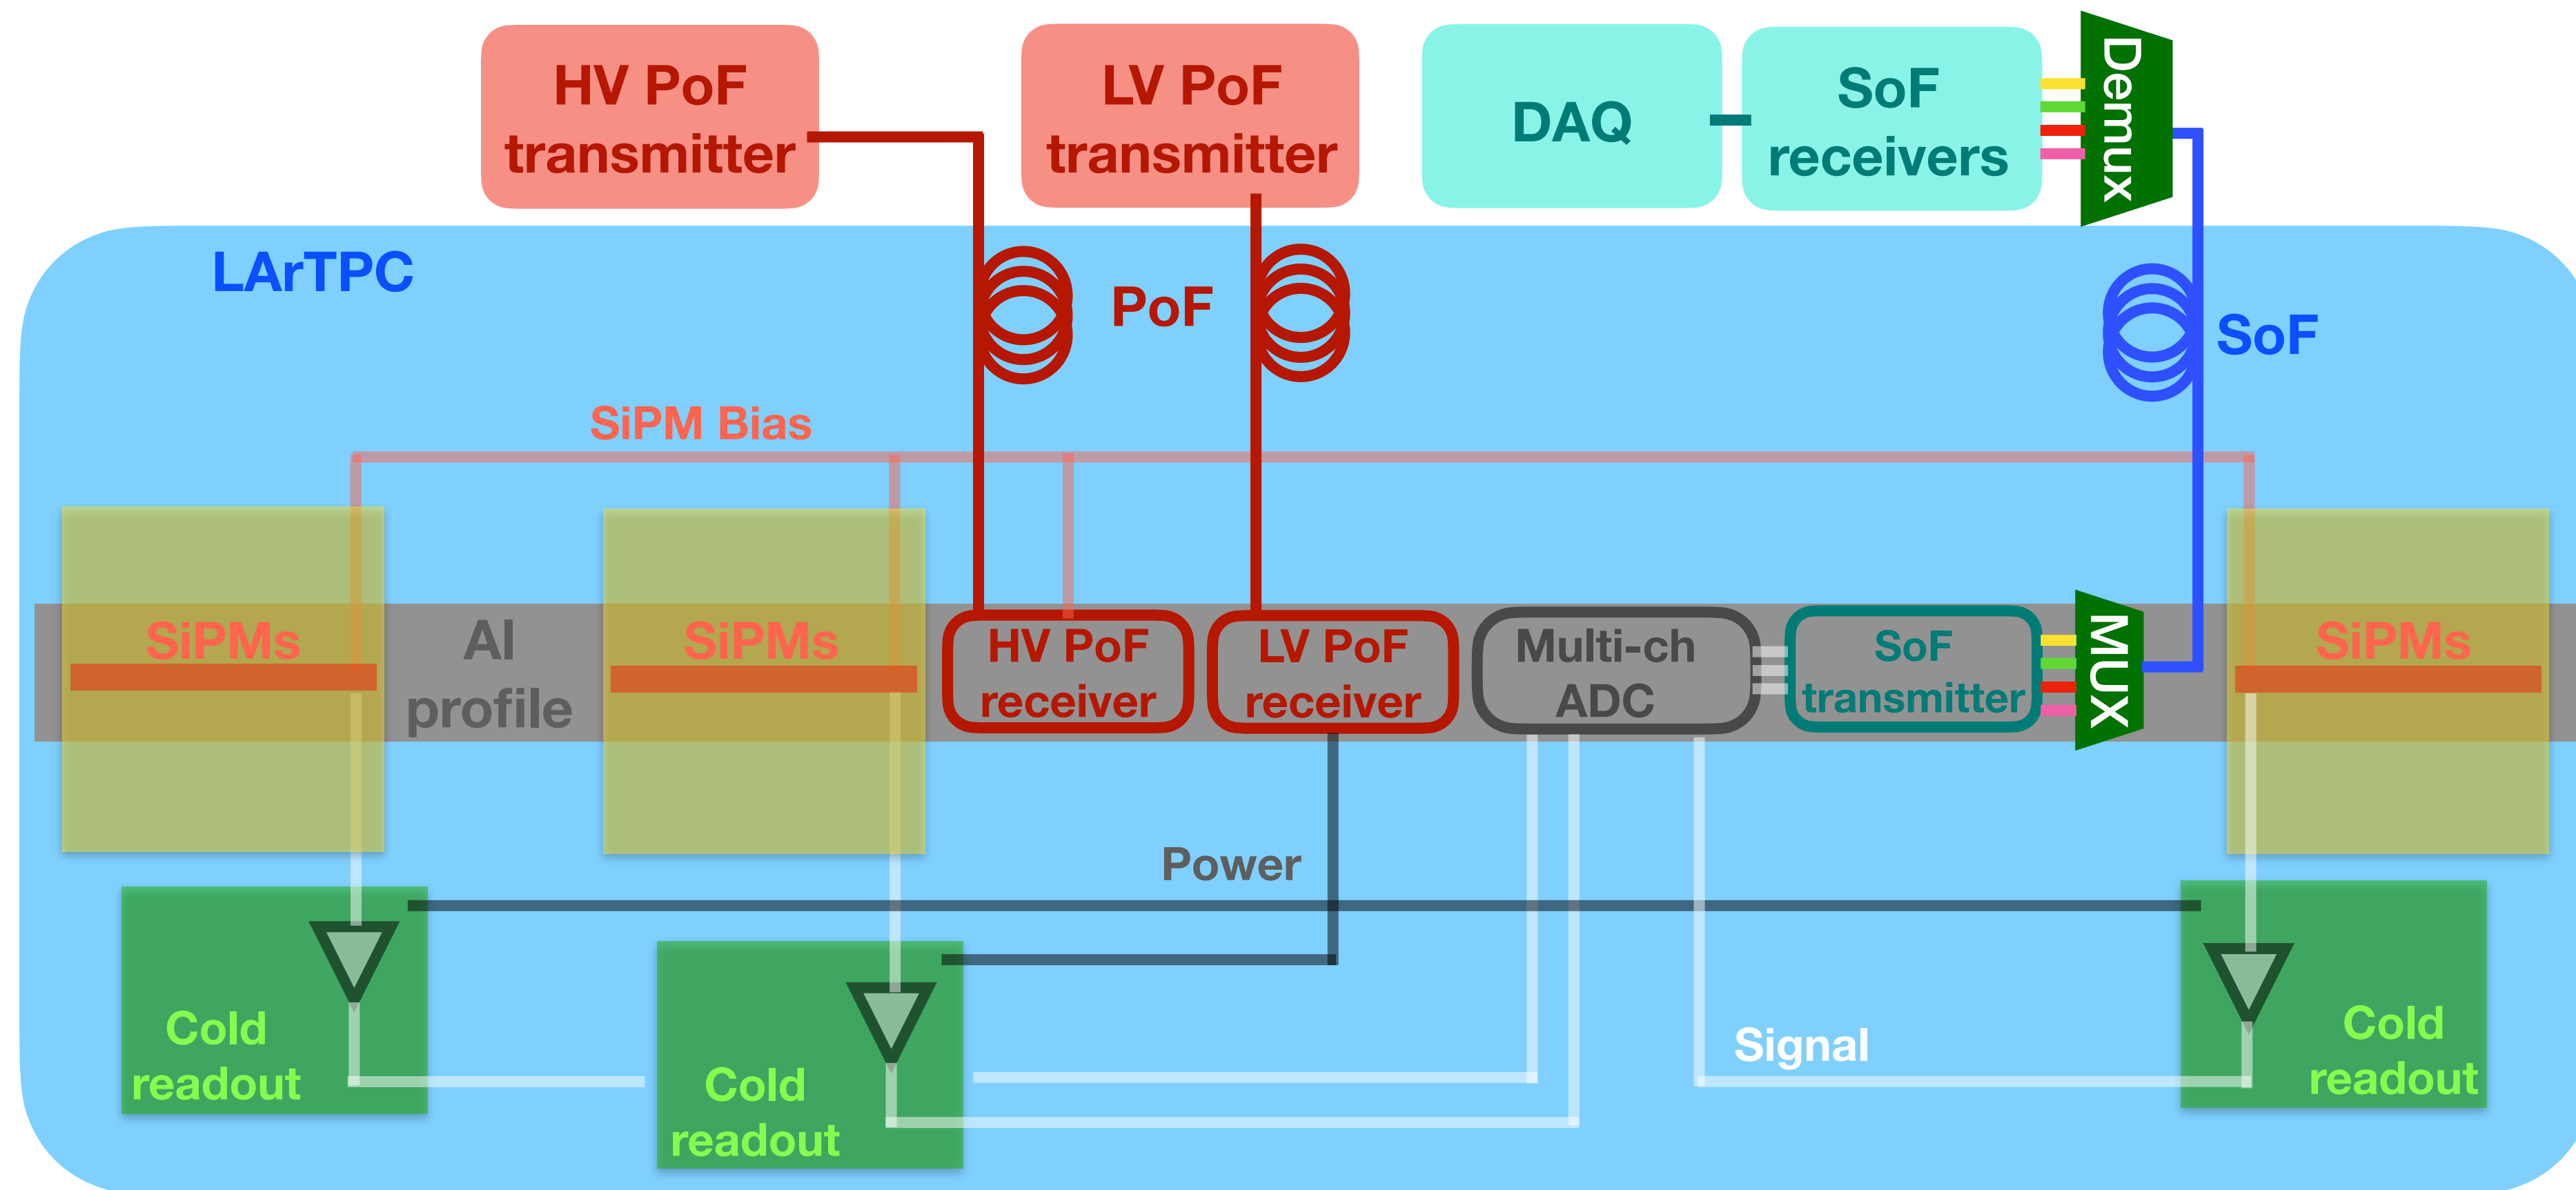 HV PoF
transmitter
LV PoF
transmitter
DAQ
SoF
receivers
Demux
LArTPC
PoF
SoF
SiPM Bias
SiPMs
Al
profile
SiPMs
HV PoF
receiver
LV PoF
receiver
Multi-ch
ADC
SoF
transmitter
MUX
SiPMs
Power
Cold
readout
Cold
readout
Signal
Cold
readout